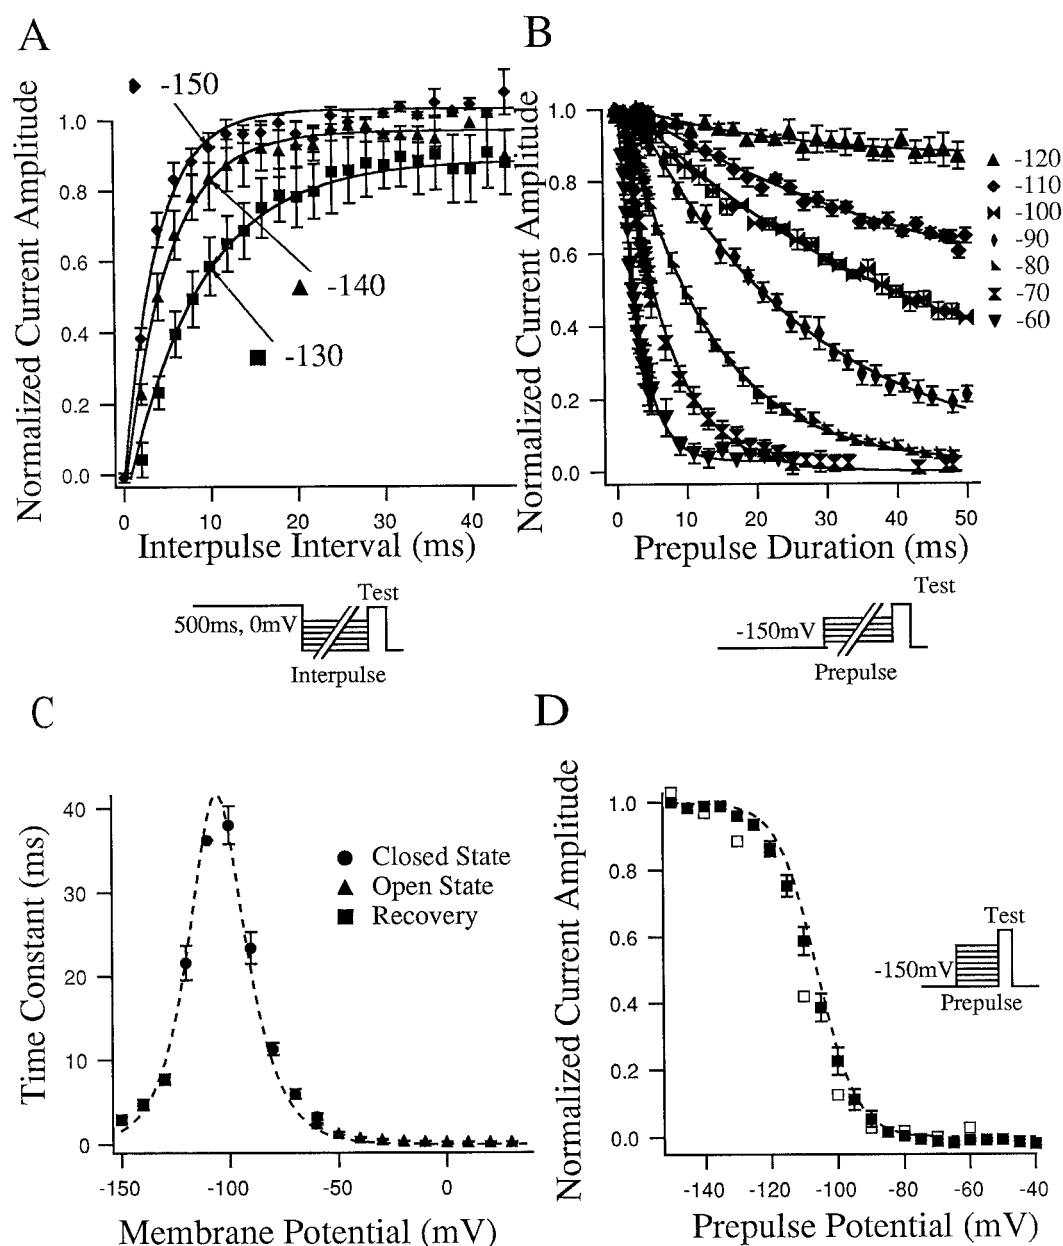 A
Normalized Current Amplitude
1.0
0.8
0.6
0.4
0.2
0.0
-150
-140
-130
0
10
20
30
40
Interpulse Interval (ms)
500ms, 0mV
Test
Interpulse
B
Normalized Current Amplitude
1.0
0.8
0.6
0.4
0.2
0.0
-120
-110
-100
-90
-80
-70
-60
0
10
20
30
40
50
Prepulse Duration (ms)
-150mV
Test
Prepulse
C
Time Constant (ms)
40
30
20
10
0
Closed State
Open State
Recovery
-150
-100
-50
0
Membrane Potential (mV)
D
Normalized Current Amplitude
1.0
0.8
0.6
0.4
0.2
0.0
Test
-150mV
Prepulse
-140
-120
-100
-80
-60
-40
Prepulse Potential (mV)